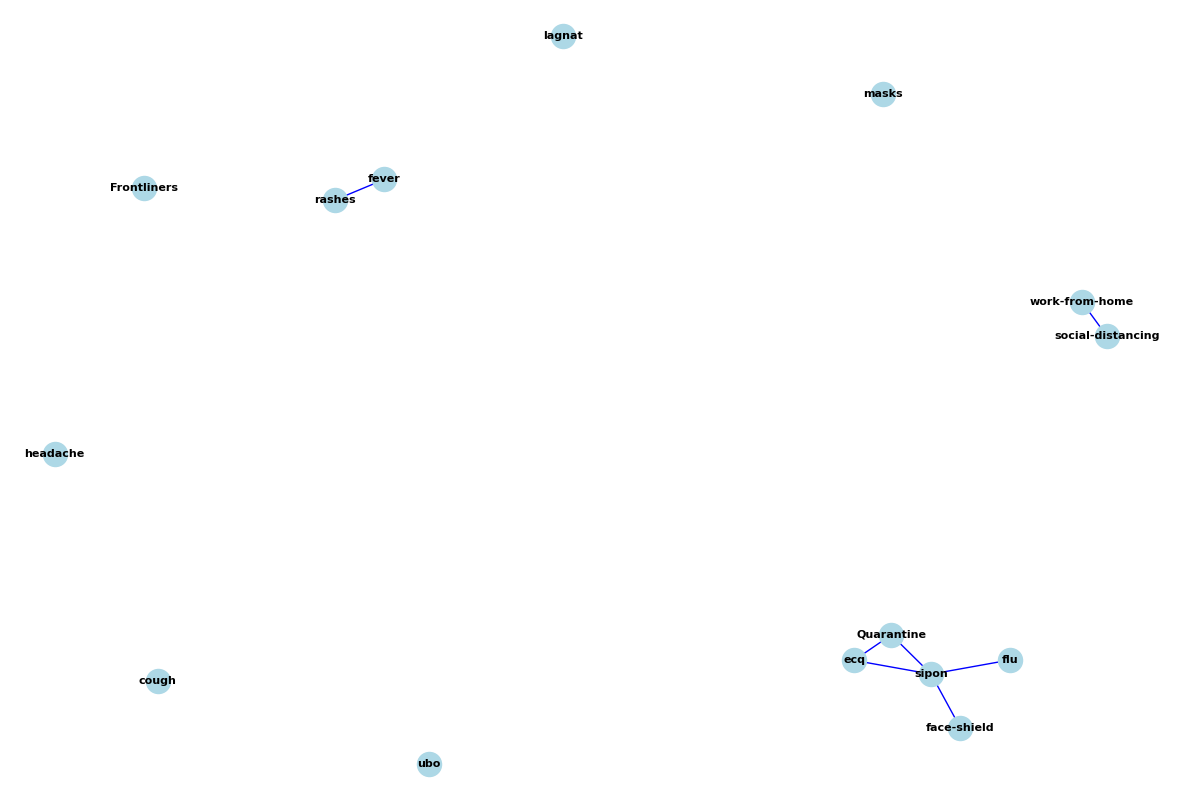 lagnat
masks
fever
Frontliners
rashes
work-from-home
social-distancing
headache
Quarantine
ecq
flu
sipon
cough
face-shield
ubo